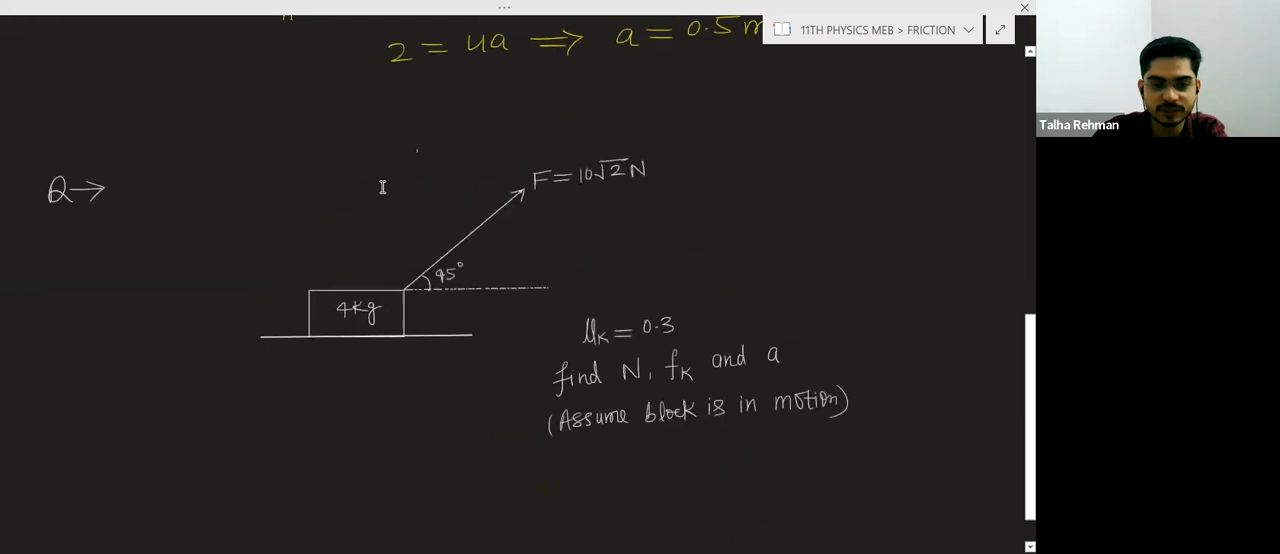 2 = 4a ⟹ a = 0.5 m
11TH PHYSICS MEB > FRICTION
Talha Rehman
Q→
F = 10√2 N
45°
4Kg
μK = 0.3
find N, fK and a
(Assume block is in motion)